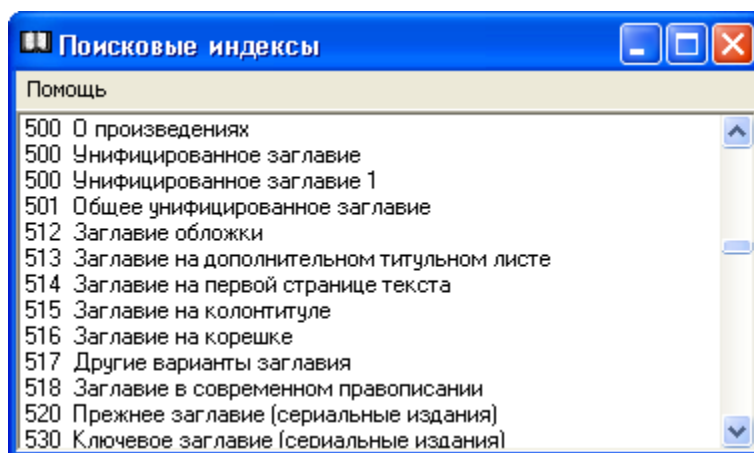 Поисковые индексы
Помощь
500 О произведениях
500 Унифицированное заглавие
500 Унифицированное заглавие 1
501 Общее унифицированное заглавие
512 Заглавие обложки
513 Заглавие на дополнительном титульном листе
514 Заглавие на первой странице текста
515 Заглавие на колонтитуле
516 Заглавие на корешке
517 Другие варианты заглавия
518 Заглавие в современном правописании
520 Прежнее заглавие (сериальные издания)
530 Ключевое заглавие (сериальные издания)